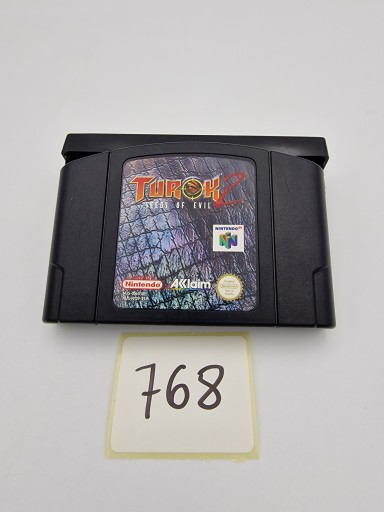 TUROK 2
SEEDS OF EVIL
NINTENDO 64
N
Nintendo
AKKlaim
768